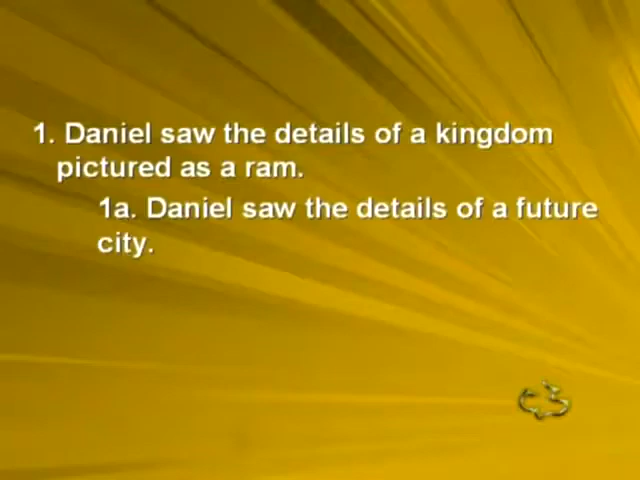 1. Daniel saw the details of a kingdom
pictured as a ram.
1a. Daniel saw the details of a future
city.